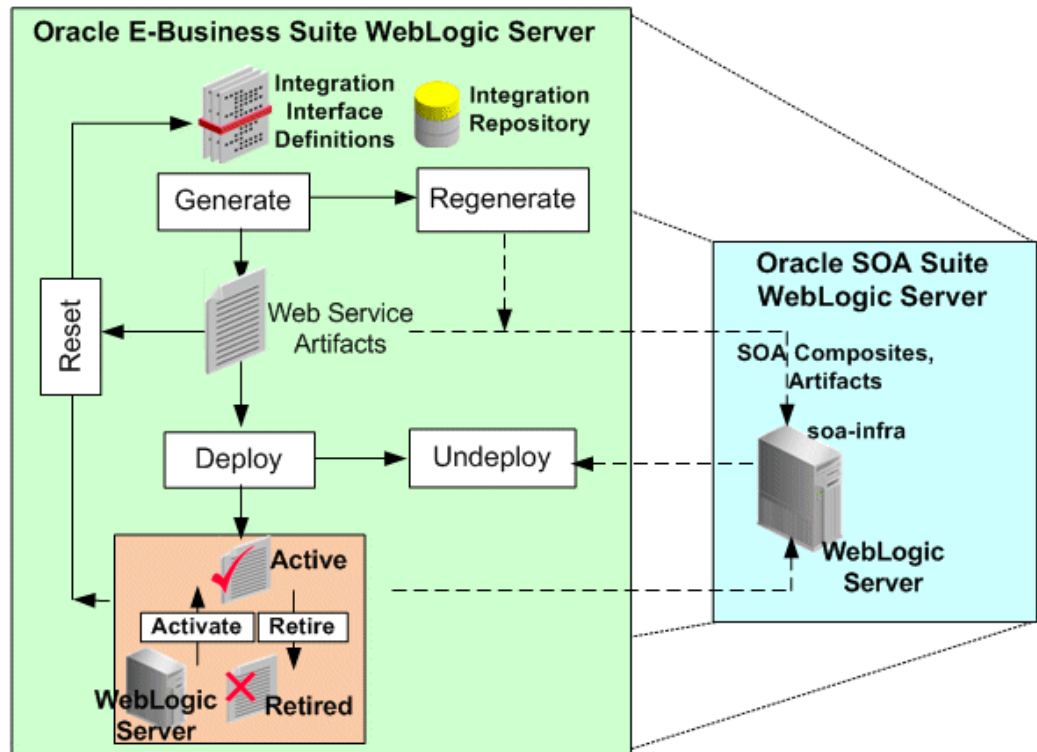 Oracle E-Business Suite WebLogic Server
Integration
Interface
Definitions
Integration
Repository
Generate
Regenerate
Reset
Web Service
Artifacts
Deploy
Undeploy
Active
Activate
Retire
WebLogic
Server
Retired
Oracle SOA Suite
WebLogic Server
SOA Composites,
Artifacts
soa-infra
WebLogic
Server